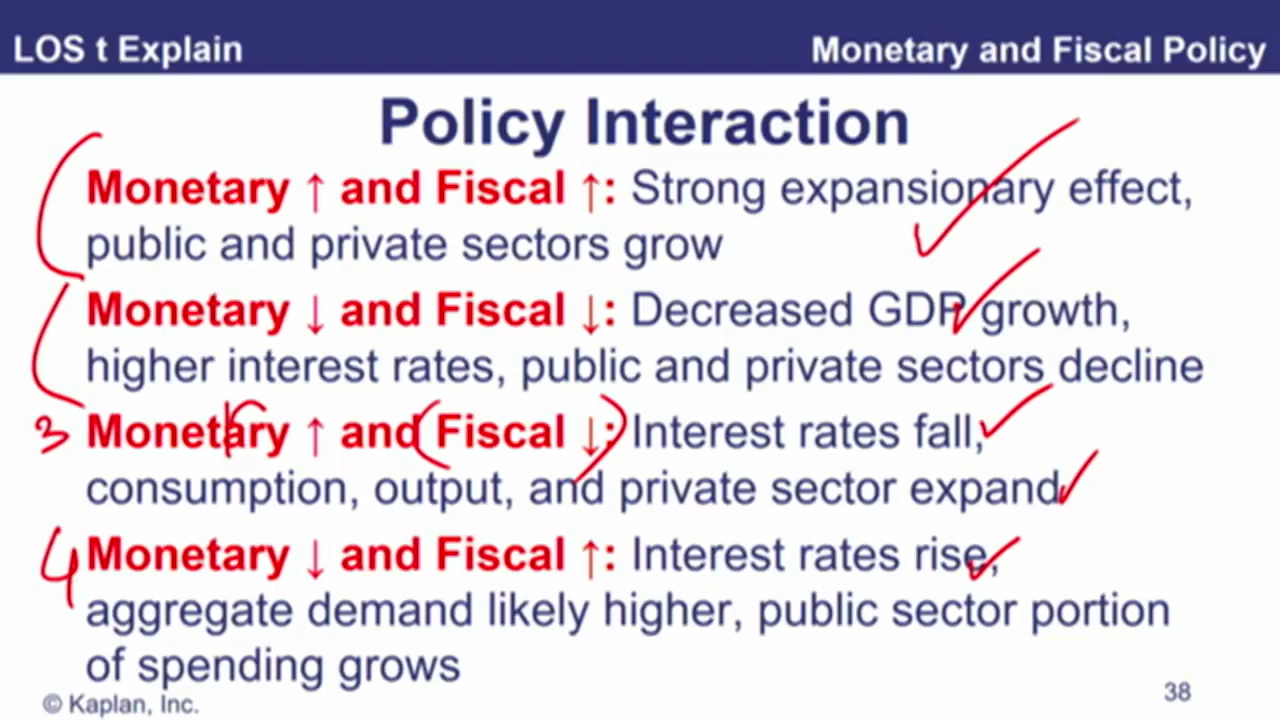 LOS t Explain
Monetary and Fiscal Policy
Policy Interaction
Monetary ↑ and Fiscal ↑: Strong expansionary effect,
public and private sectors grow
Monetary ↓ and Fiscal ↓: Decreased GDP growth,
higher interest rates, public and private sectors decline
3 Monetary ↑ and Fiscal ↓: Interest rates fall,
consumption, output, and private sector expand
4 Monetary ↓ and Fiscal ↑: Interest rates rise,
aggregate demand likely higher, public sector portion
of spending grows
© Kaplan, Inc.
38